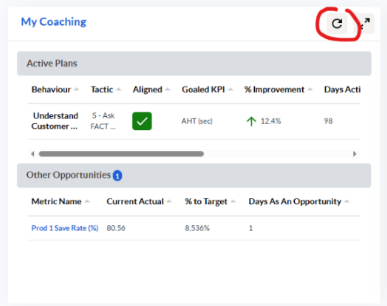 My Coaching
Active Plans
Behaviour Tactic Aligned Goaled KPI % Improvement Days Acti
Understand Customer ... S - Ask FACT ... AHT (sec) 12.4% 98
Other Opportunities 1
Metric Name Current Actual % to Target Days As An Opportunity
Prod 1 Save Rate (%) 80.56 8,536% 1